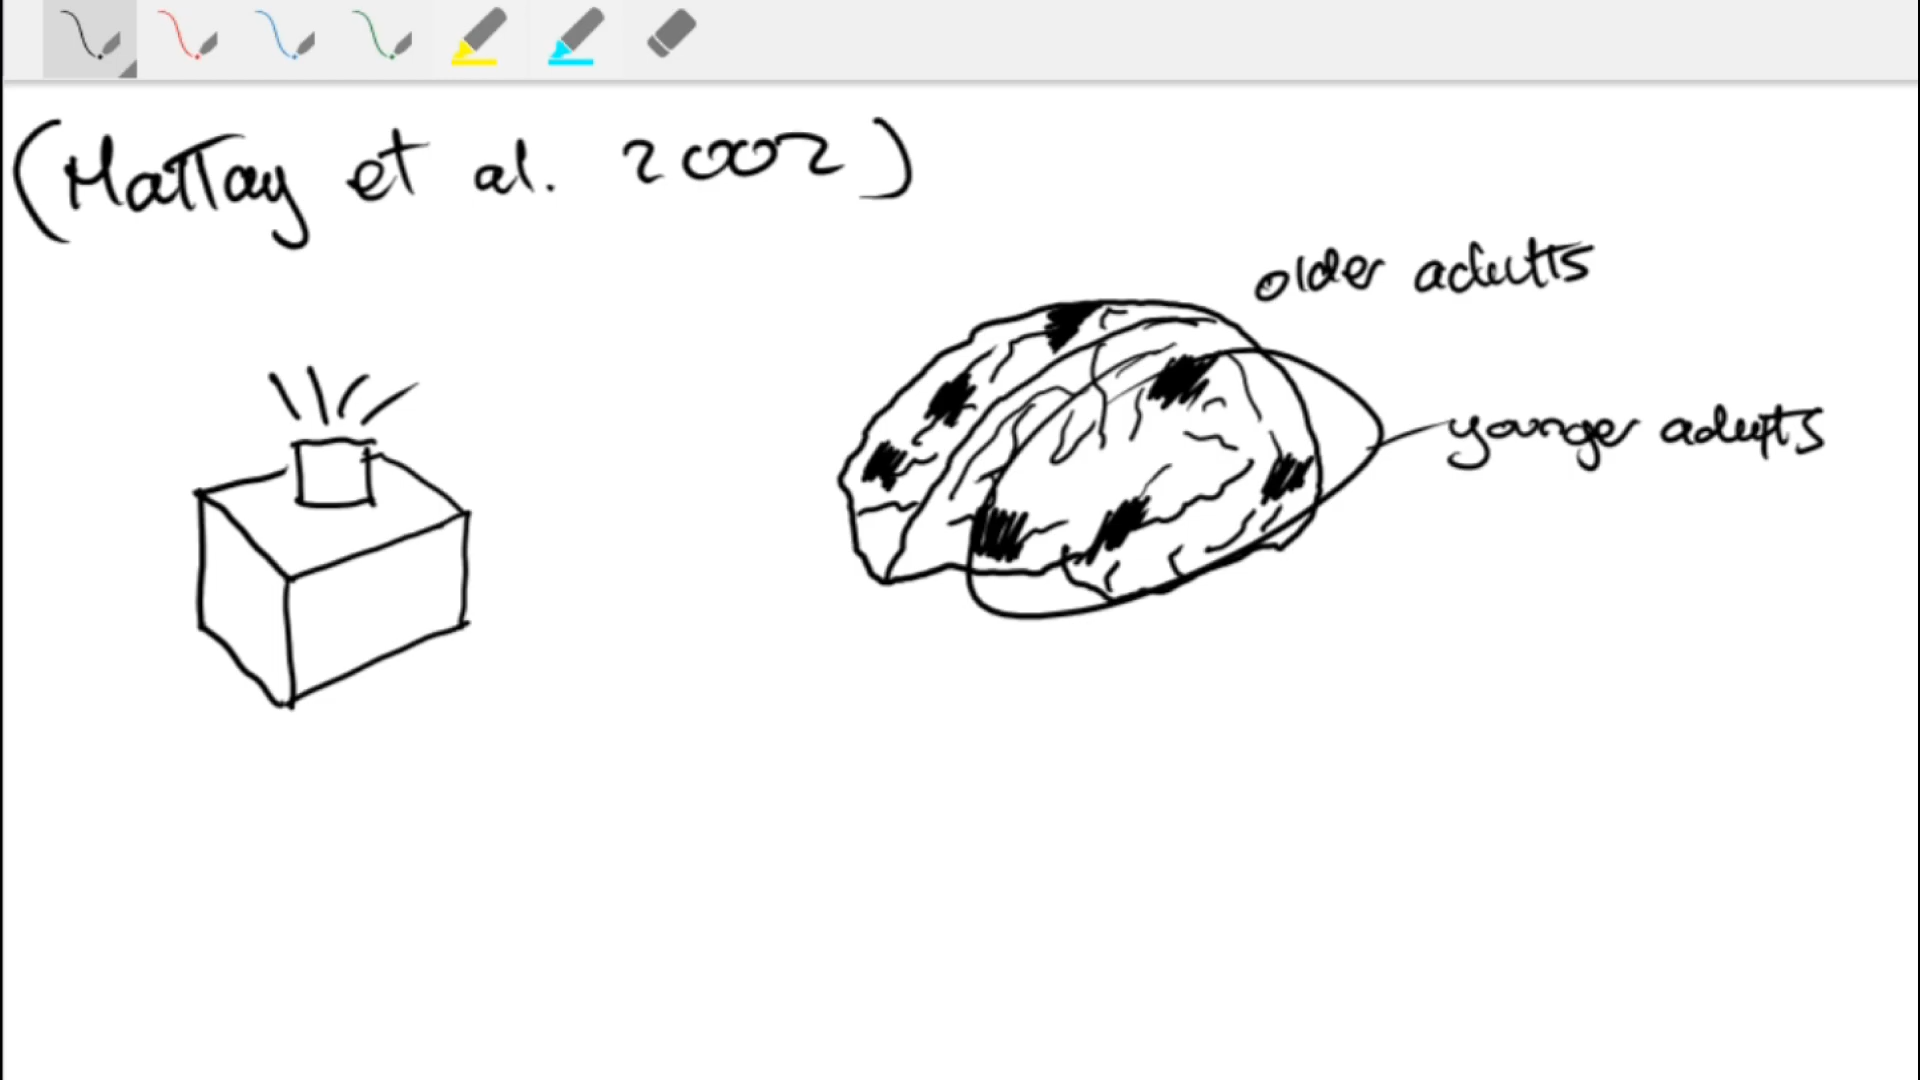 (Mattay et al. 2002)
older adults
younger adults